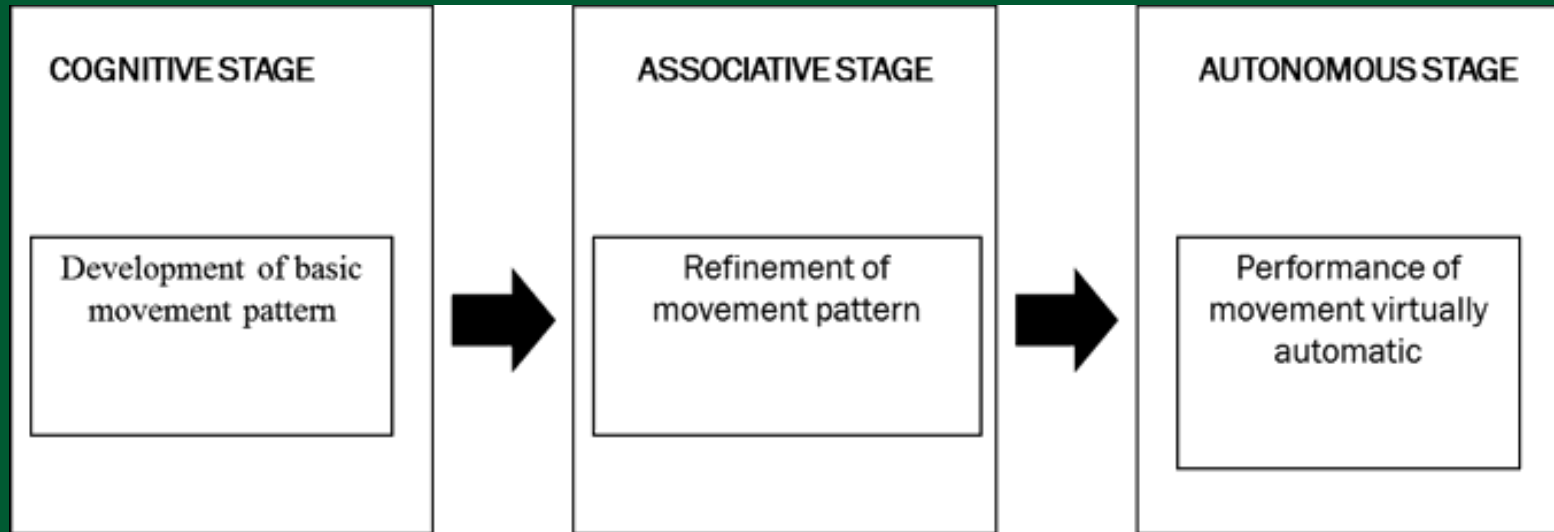 COGNITIVE STAGE
Development of basic
movement pattern
ASSOCIATIVE STAGE
Refinement of
movement pattern
AUTONOMOUS STAGE
Performance of
movement virtually
automatic